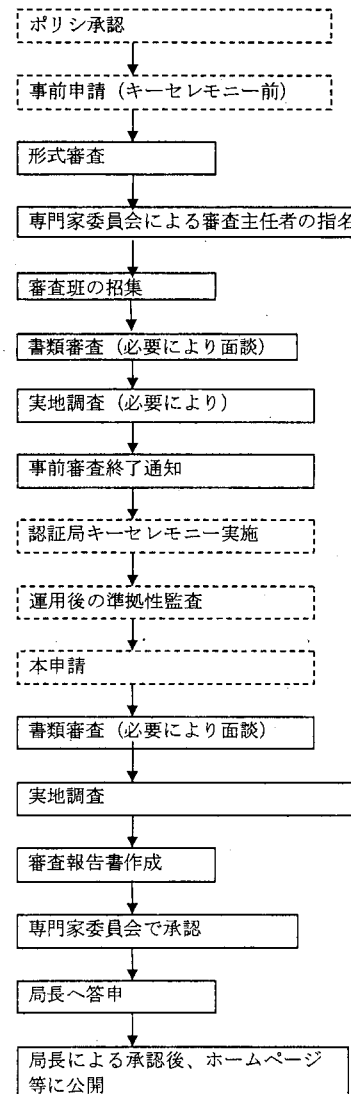 ポリシ承認
事前申請（キーセレモニー前）
形式審査
専門家委員会による審査主任者の指名
審査班の招集
書類審査（必要により面談）
実地調査（必要により）
事前審査終了通知
認証局キーセレモニー実施
運用後の準拠性監査
本申請
書類審査（必要により面談）
実地調査
審査報告書作成
専門家委員会で承認
局長へ答申
局長による承認後、ホームページ
等に公開